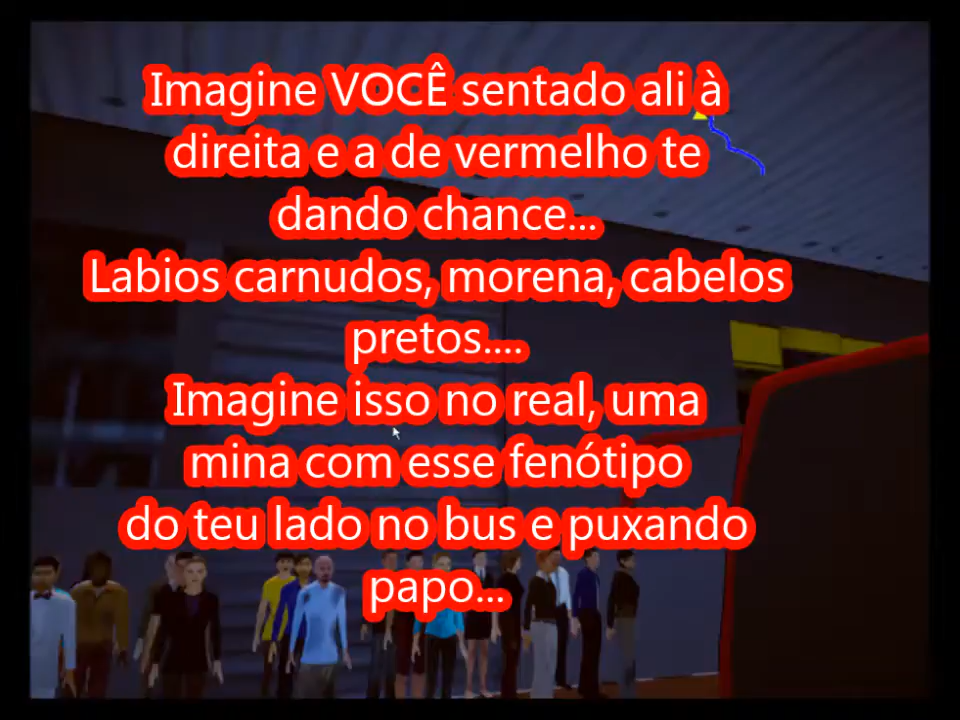 Imagine VOCÊ sentado ali à
direita e a de vermelho te
dando chance...
Labios carnudos, morena, cabelos
pretos....
Imagine isso no real, uma
mina com esse fenótipo
do teu lado no bus e puxando
papo...